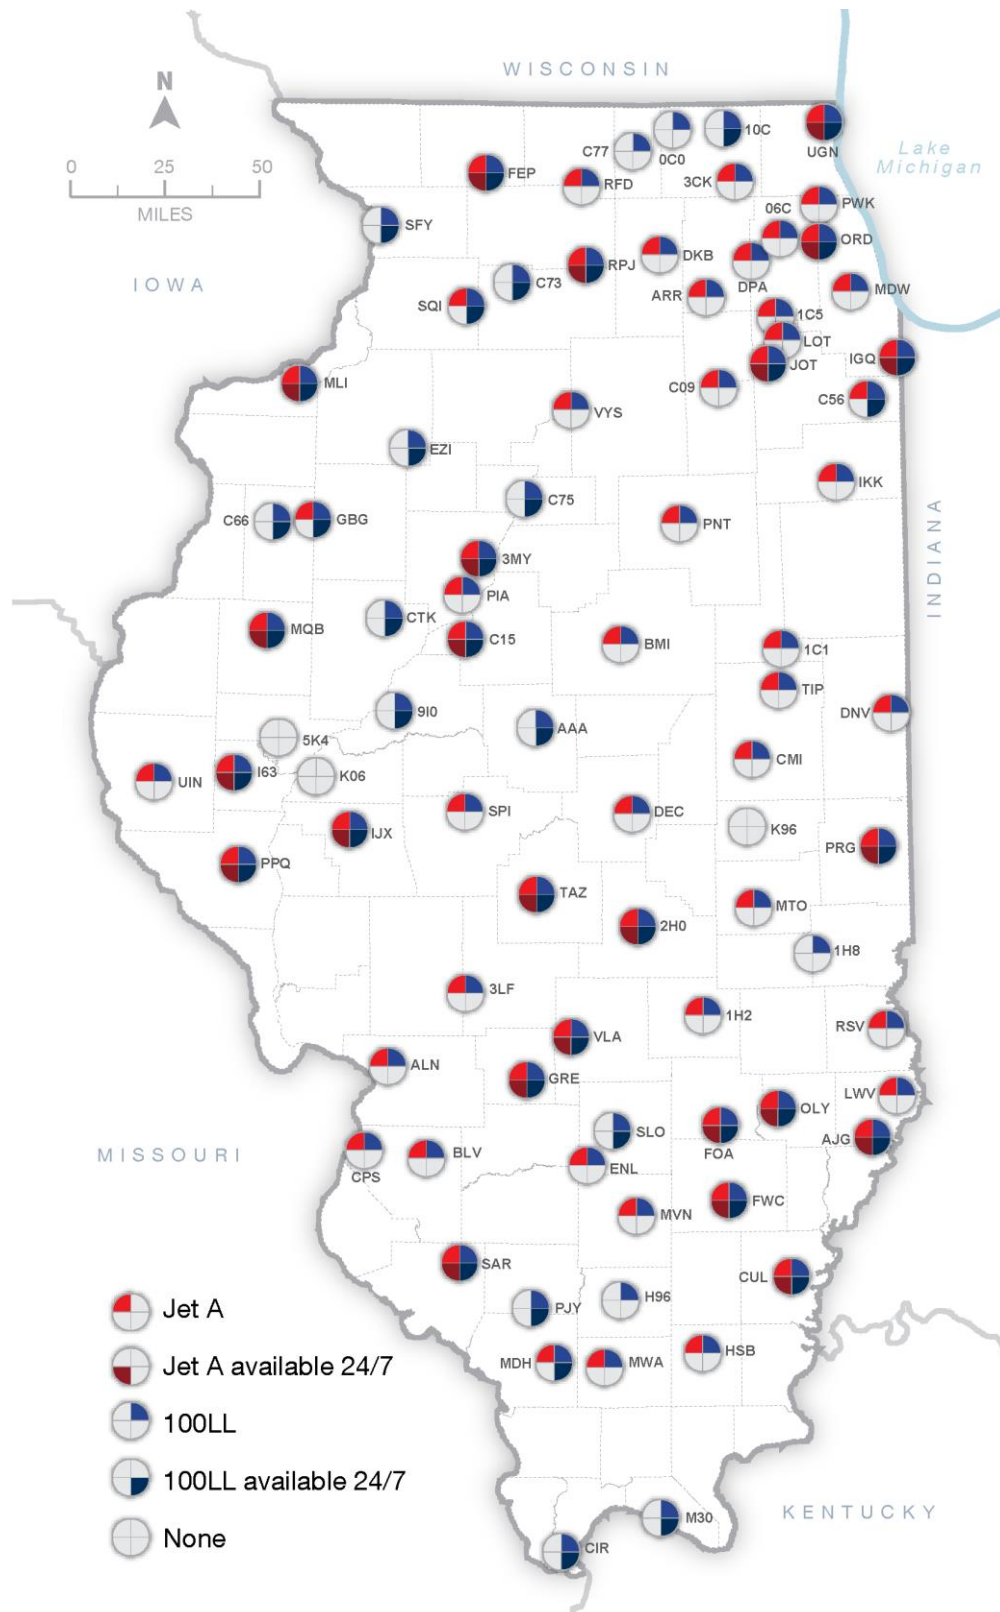 WISCONSIN
N
0 25 50
MILES
Lake
Michigan
IOWA
INDIANA
MISSOURI
KENTUCKY
UGN
10C
0C0
C77
FEP
RFD
3CK
PWK
06C
SFY
ORD
DKB
RPJ
DPA
C73
MDW
ARR
SQI
1C5
LOT
IGQ
JOT
MLI
C09
C56
VYS
EZI
IKK
C75
C66
GBG
PNT
3MY
PIA
CTK
MQB
C15
BMI
1C1
TIP
9I0
DNV
AAA
5K4
CMI
I63
K06
UIN
SPI
DEC
K96
IJX
PRG
PPQ
TAZ
MTO
2H0
1H8
3LF
1H2
RSV
VLA
ALN
GRE
LWV
OLY
SLO
FOA
AJG
BLV
CPS
ENL
FWC
MVN
SAR
CUL
H96
PJY
HSB
MDH
MWA
M30
CIR
Jet A
Jet A available 24/7
100LL
100LL available 24/7
None